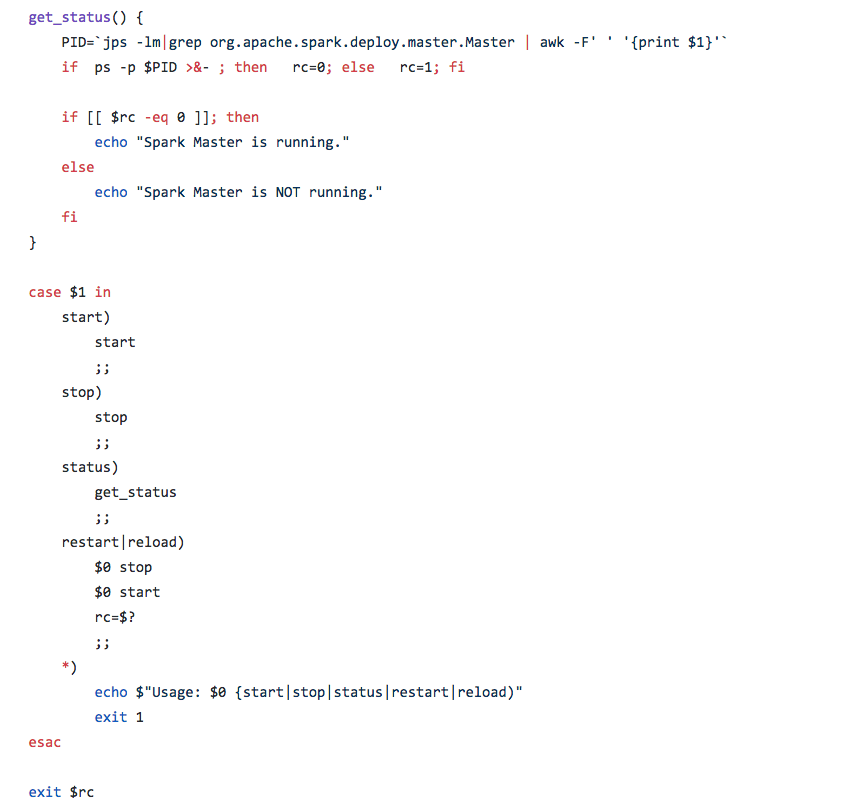 get_status() {
    PID=`jps -lm|grep org.apache.spark.deploy.master.Master | awk -F' ' '{print $1}'`
    if  ps -p $PID >&- ; then   rc=0; else   rc=1; fi

    if [[ $rc -eq 0 ]]; then
        echo "Spark Master is running."
    else
        echo "Spark Master is NOT running."
    fi
}

case $1 in
    start)
        start
        ;;
    stop)
        stop
        ;;
    status)
        get_status
        ;;
    restart|reload)
        $0 stop
        $0 start
        rc=$?
        ;;
    *)
        echo $"Usage: $0 {start|stop|status|restart|reload)"
        exit 1
esac

exit $rc